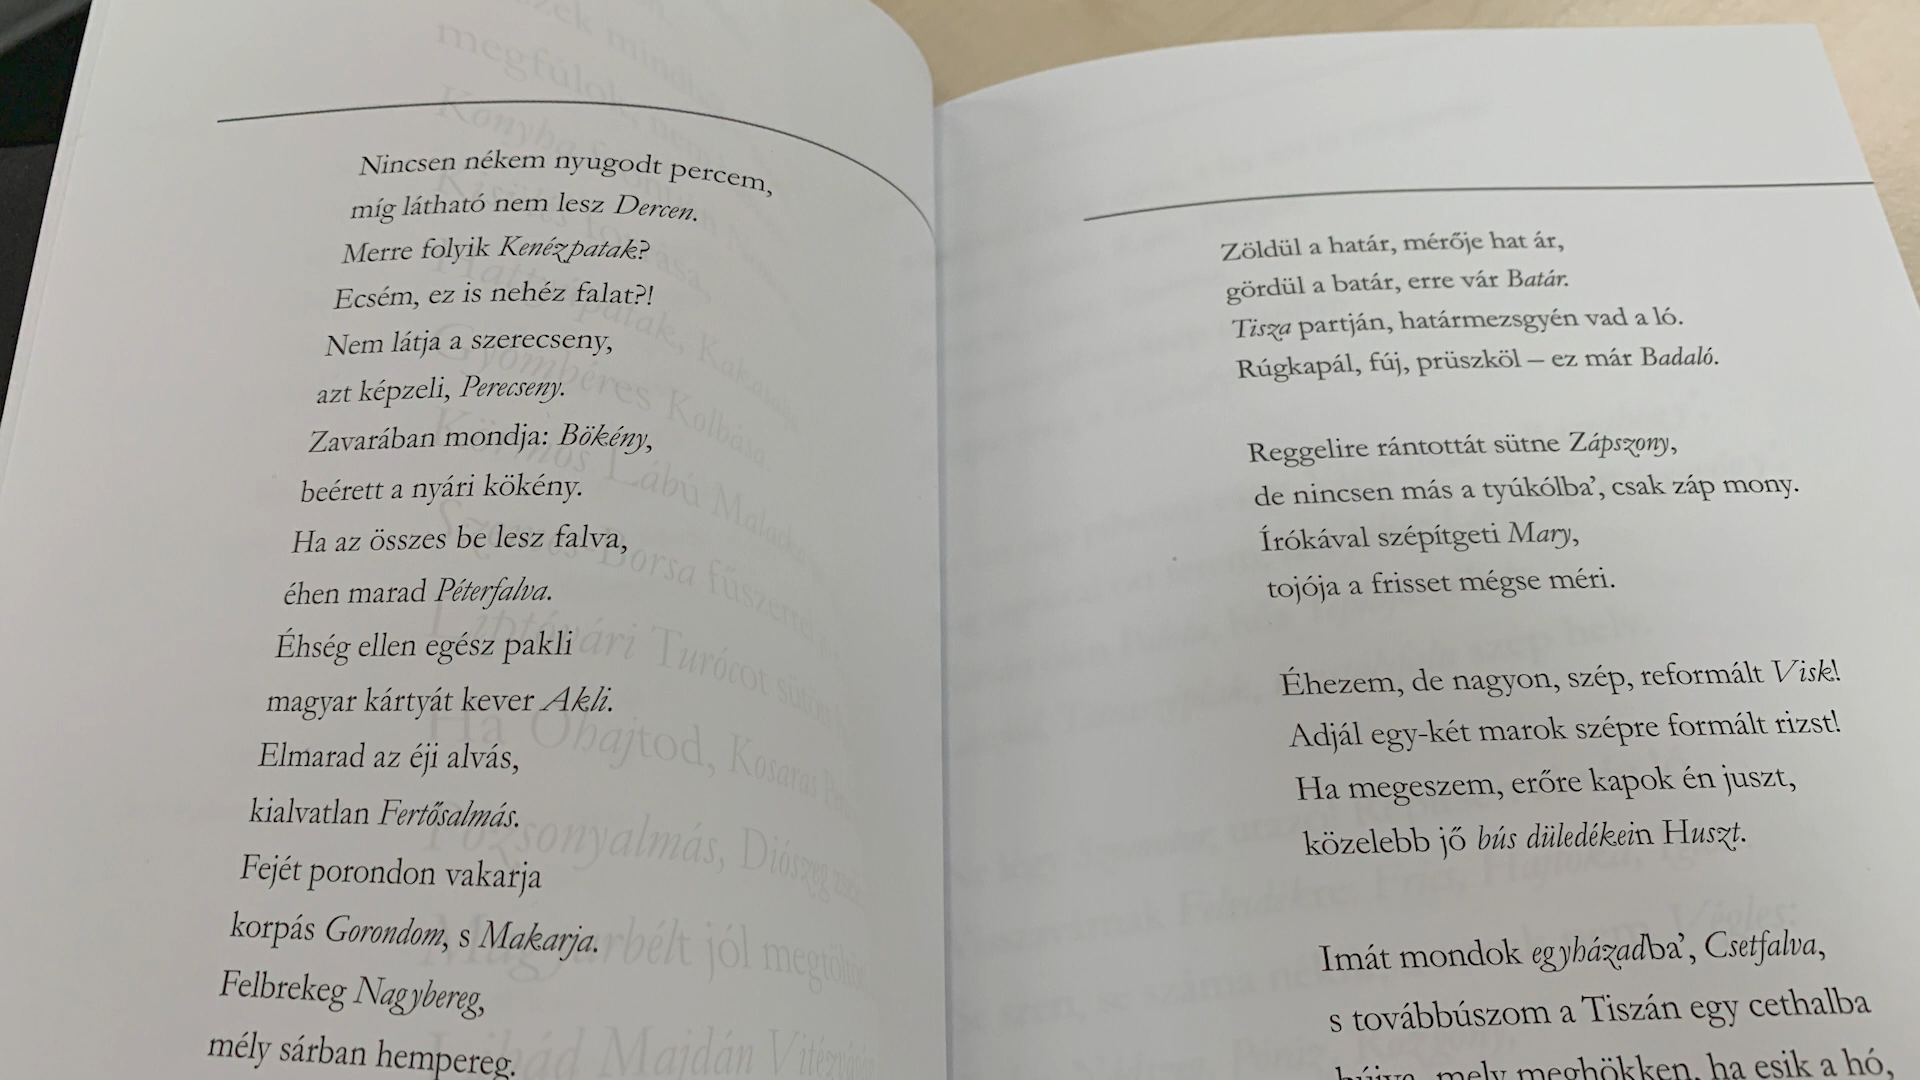 Nincsen nékem nyugodt percem,
míg látható nem lesz Dercen.
Merre folyik Kenézpatak?
Ecsém, ez is nehéz falat?!
Nem látja a szerecseny,
azt képzeli, Perecseny.
Zavarában mondja: Bökény,
beérett a nyári kökény.
Ha az összes be lesz falva,
éhen marad Péterfalva.
Éhség ellen egész pakli
magyar kártyát kever Akli.
Elmarad az éji alvás,
kialvatlan Fertősalmás.
Fejét porondon vakarja
korpás Gorondom, s Makarja.
Felbrekeg Nagybereg,
mély sárban hempereg.
Zöldül a határ, mérője hat ár,
gördül a batár, erre vár Batár.
Tisza partján, határmezsgyén vad a ló.
Rúgkapál, fúj, prüszköl – ez már Badaló.
Reggelire rántottát sütne Zápszony,
de nincsen más a tyúkólba’, csak záp mony.
Írókával szépítgeti Mary,
tojója a frisset mégse méri.
Éhezem, de nagyon, szép, reformált Visk!
Adjál egy-két marok szépre formált rizst!
Ha megeszem, erőre kapok én juszt,
közelebb jő bús düledékein Huszt.
Imát mondok egyházadba’, Csetfalva,
s továbbúszom a Tiszán egy cethalba
bújva, mely meghökken, ha esik a hó,